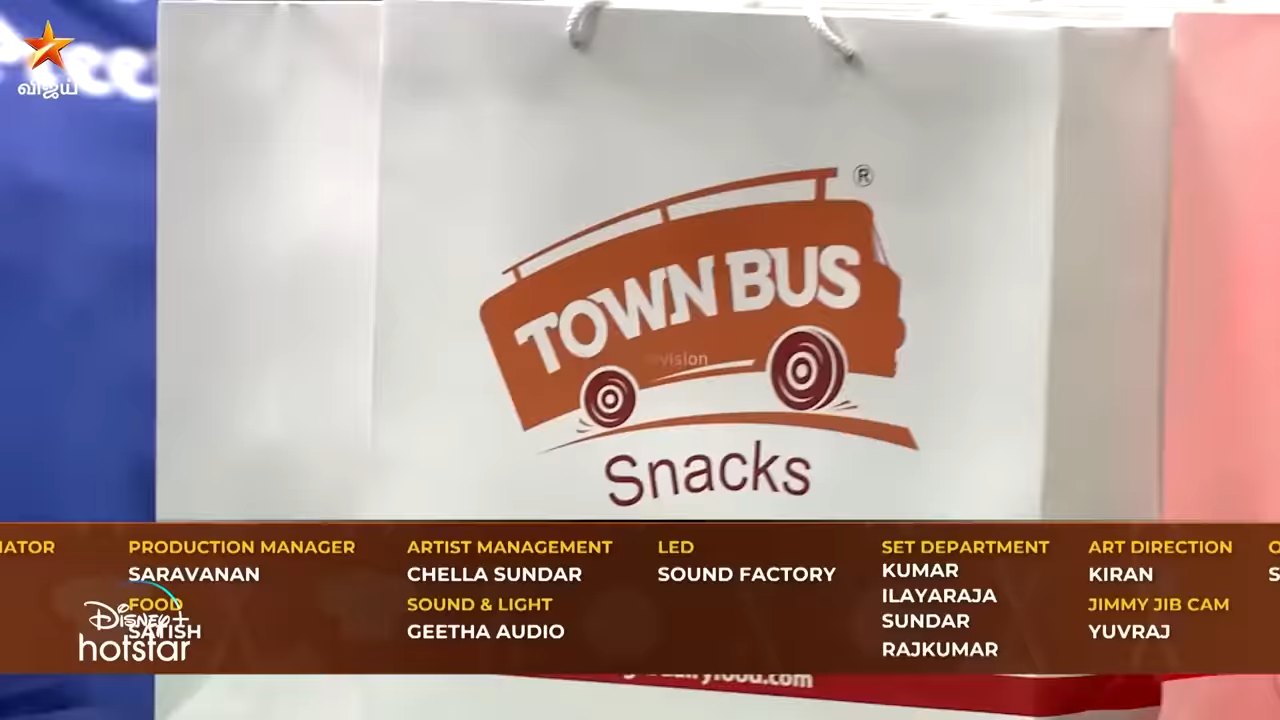 விஜய்
®
TOWN BUS
vision
Snacks
PRODUCTION MANAGER
SARAVANAN
FOOD
SATISH
ARTIST MANAGEMENT
CHELLA SUNDAR
SOUND & LIGHT
GEETHA AUDIO
LED
SOUND FACTORY
SET DEPARTMENT
KUMAR
ILAYARAJA
SUNDAR
RAJKUMAR
ART DIRECTION
KIRAN
JIMMY JIB CAM
YUVRAJ
DISNEY+
hotstar